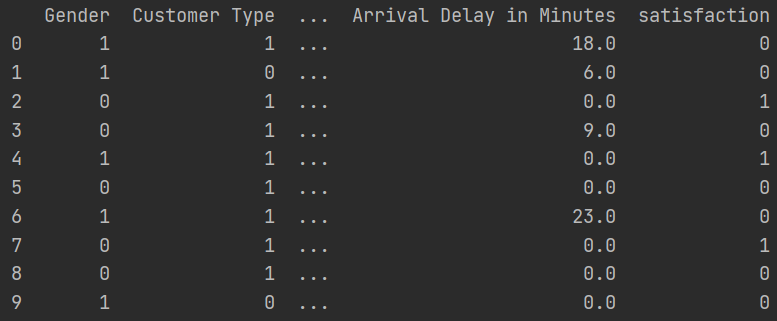 Gender Customer Type ... Arrival Delay in Minutes satisfaction
0 1 1 ... 18.0 0
1 1 0 ... 6.0 0
2 0 1 ... 0.0 1
3 0 1 ... 9.0 0
4 1 1 ... 0.0 1
5 0 1 ... 0.0 0
6 1 1 ... 23.0 0
7 0 1 ... 0.0 1
8 0 1 ... 0.0 0
9 1 0 ... 0.0 0